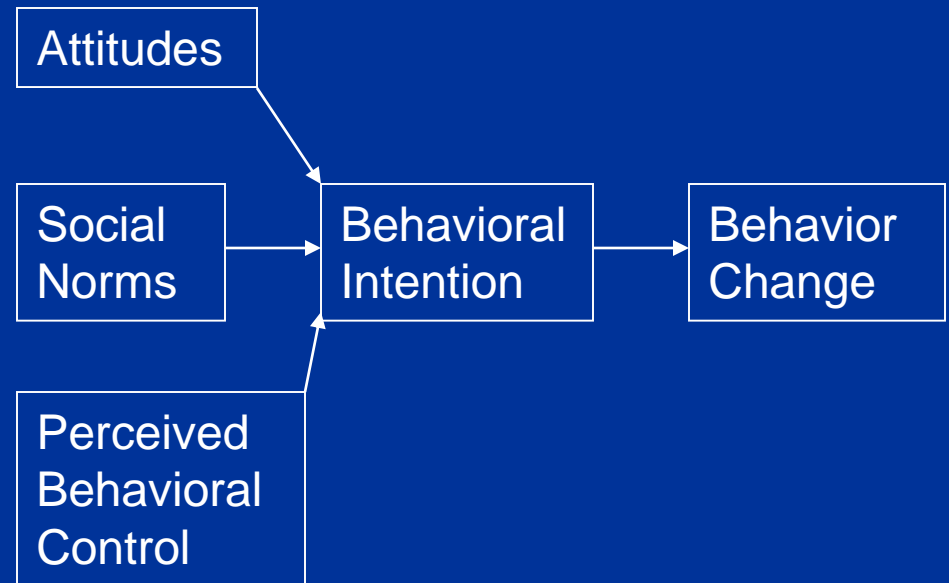 Attitudes
Social
Norms
Behavioral
Intention
Behavior
Change
Perceived
Behavioral
Control